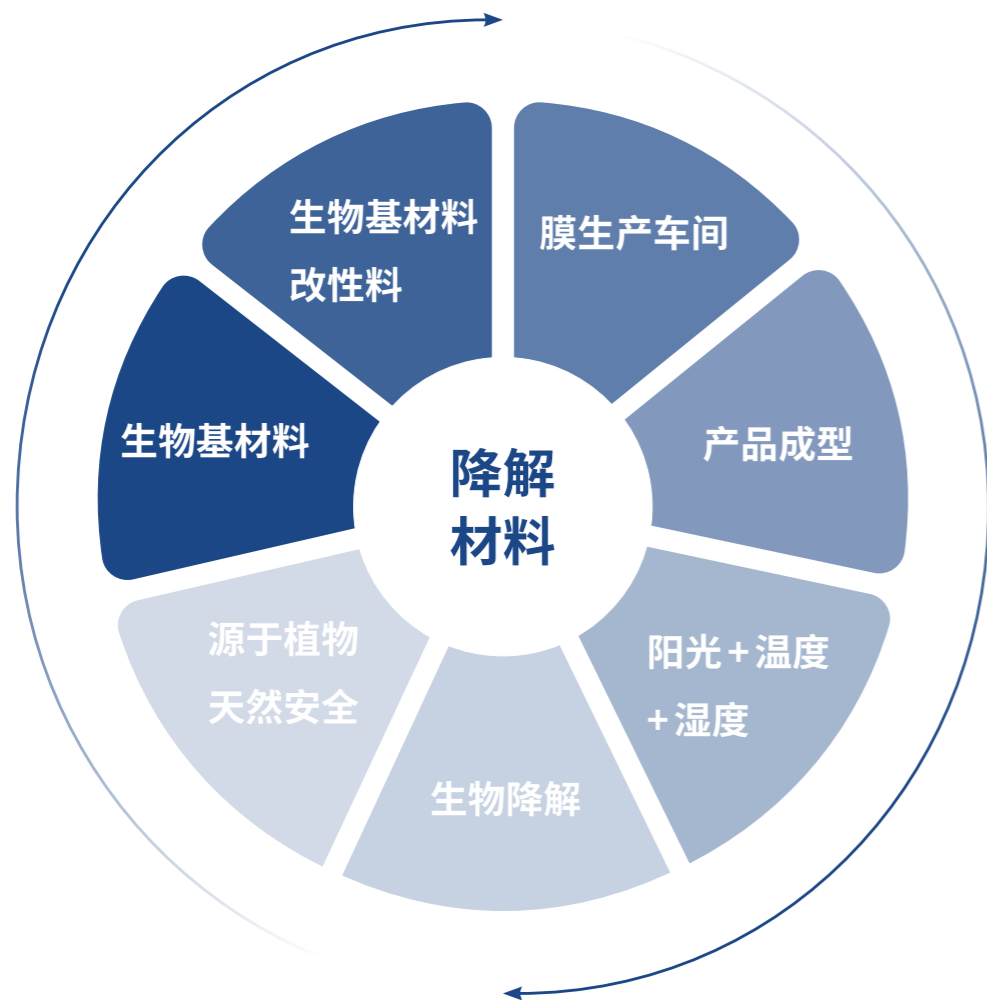 生物基材料
改性料
膜生产车间
生物基材料
产品成型
降解
材料
源于植物
天然安全
阳光+温度
+湿度
生物降解